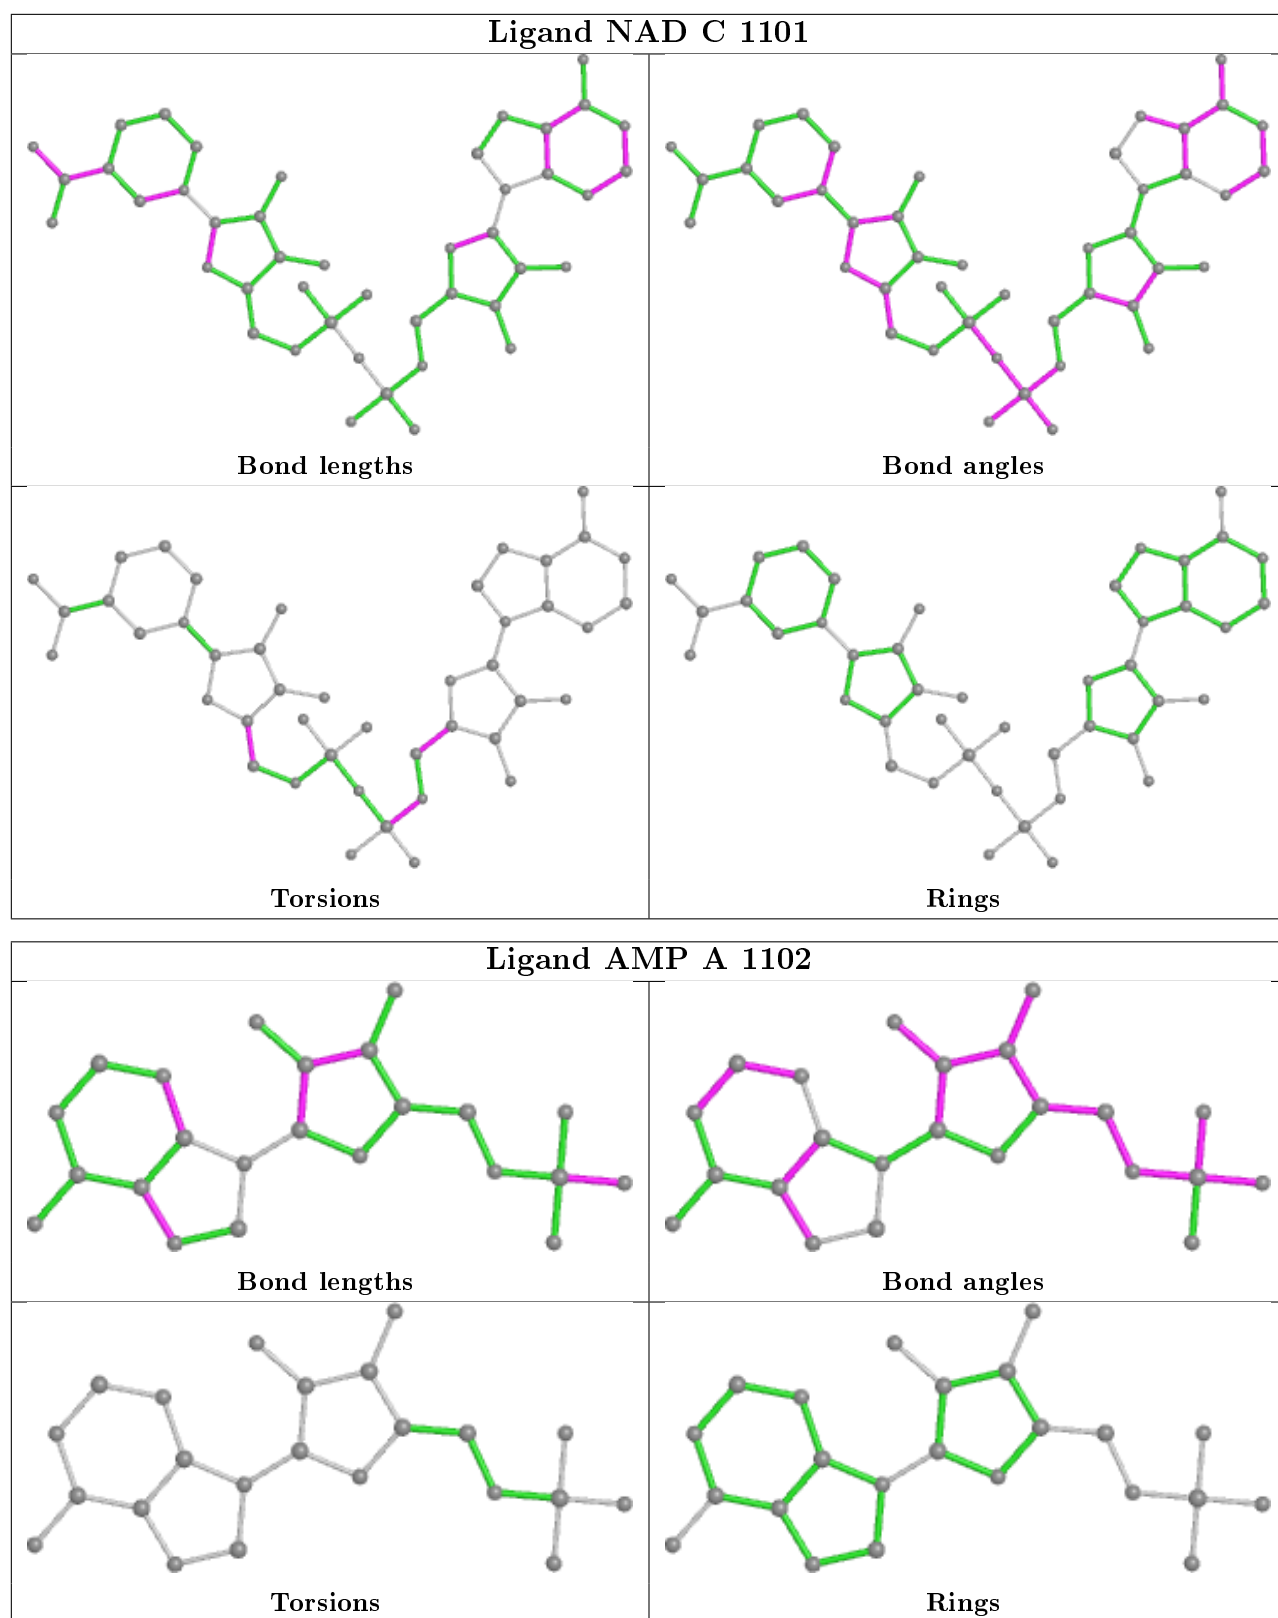 Ligand NAD C 1101
Bond lengths
Bond angles
Torsions
Rings
Ligand AMP A 1102
Bond lengths
Bond angles
Torsions
Rings